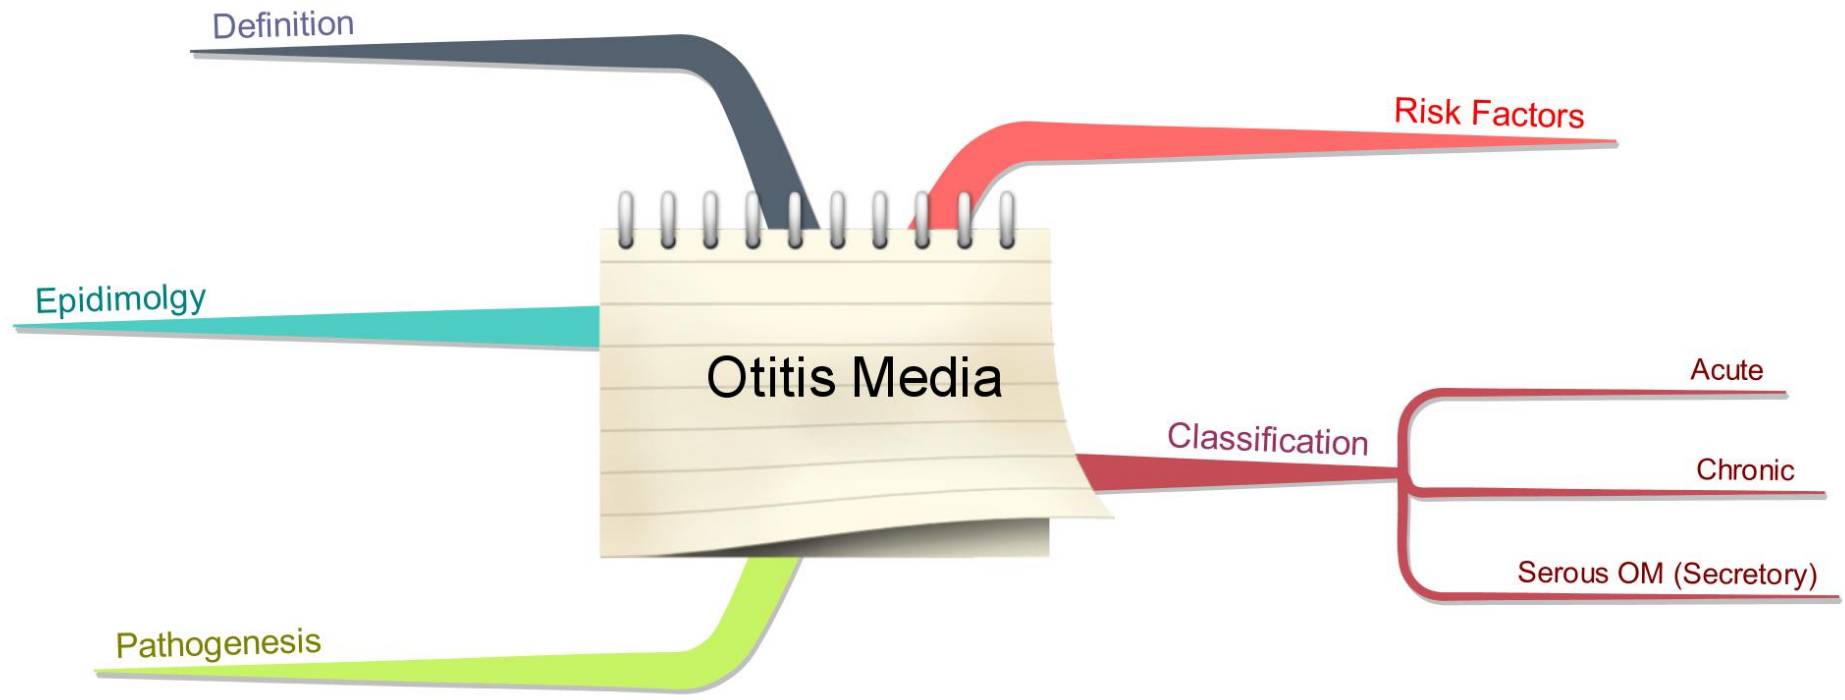 Definition
Risk Factors
Epidimolgy
Otitis Media
Classification
Acute
Chronic
Serous OM (Secretory)
Pathogenesis